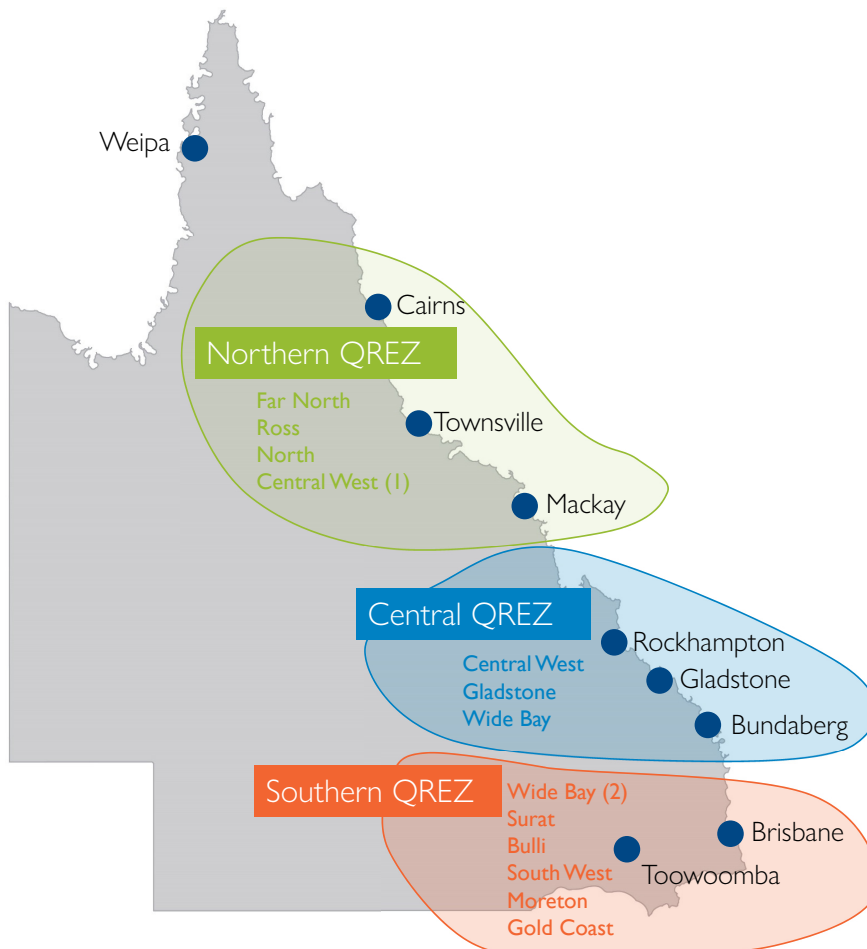 Weipa
Cairns
Northern QREZ
Far North
Ross
North
Central West (1)
Townsville
Mackay
Central QREZ
Central West
Gladstone
Wide Bay
Rockhampton
Gladstone
Bundaberg
Southern QREZ
Wide Bay (2)
Surat
Bulli
South West
Moreton
Gold Coast
Brisbane
Toowoomba